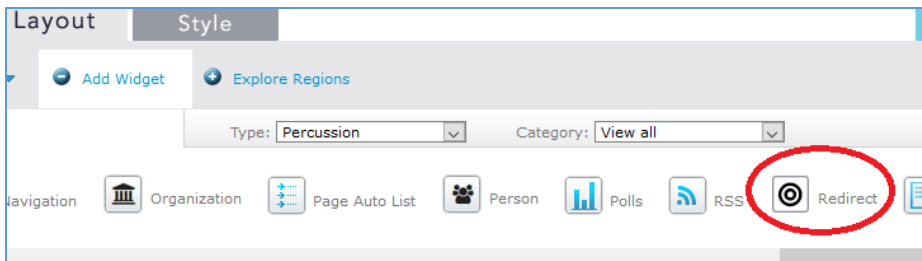 Layout Style
Add Widget Explore Regions
Type: Percussion Category: View all
Navigation Organization Page Auto List Person Polls RSS Redirect